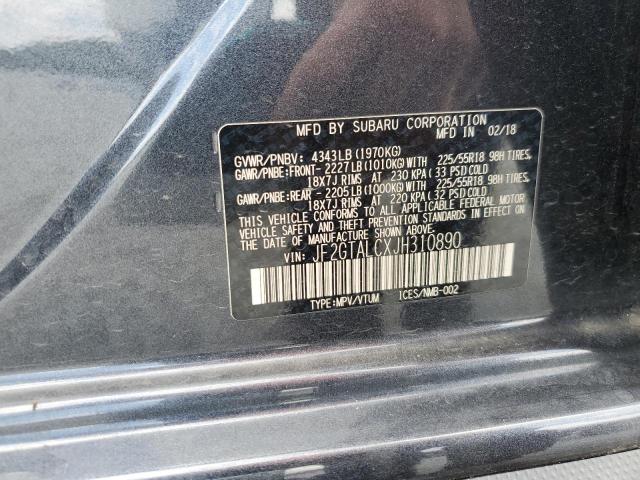 MFD. BY SUBARU CORPORATION
MFD IN 02/18
GVWR/PNBV: 4343LB (1970KG)
GAWR/PNBE:FRONT-2227LB (1010KG) WITH 225/55R18 98H TIRES,
18X7J RIMS AT 230 KPA (33 PSI) COLD
GAWR/PNBE:REAR-2205LB (1000KG) WITH 225/55R18 98H TIRES,
18X7J RIMS AT 220 KPA (32 PSI) COLD
THIS VEHICLE CONFORMS TO ALL APPLICABLE FEDERAL MOTOR
VEHICLE SAFETY AND THEFT PREVENTION STANDARDS IN EFFECT
ON THE DATE OF MANUFACTURE SHOWN ABOVE.
VIN: JF2GTALCXJH310890
TYPE:MPV/VTUM ICES/NMB-002